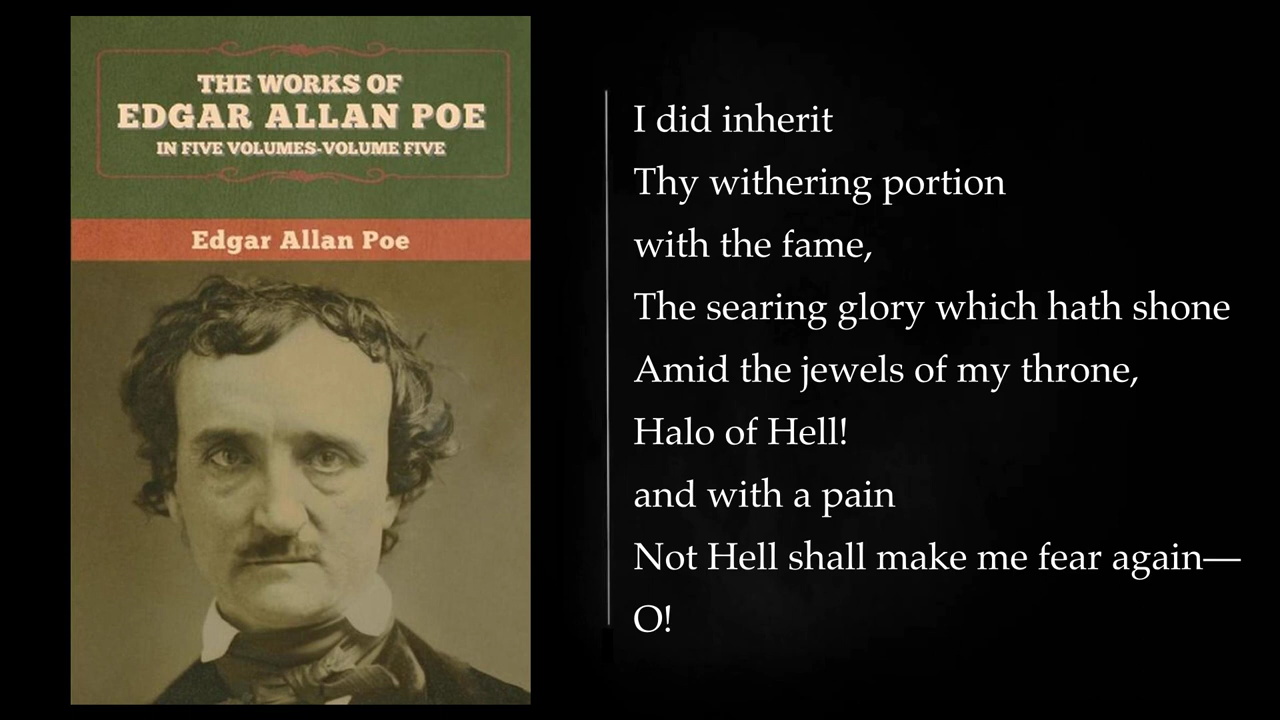 THE WORKS OF
EDGAR ALLAN POE
IN FIVE VOLUMES-VOLUME FIVE
Edgar Allan Poe
I did inherit
Thy withering portion
with the fame,
The searing glory which hath shone
Amid the jewels of my throne,
Halo of Hell!
and with a pain
Not Hell shall make me fear again—
O!